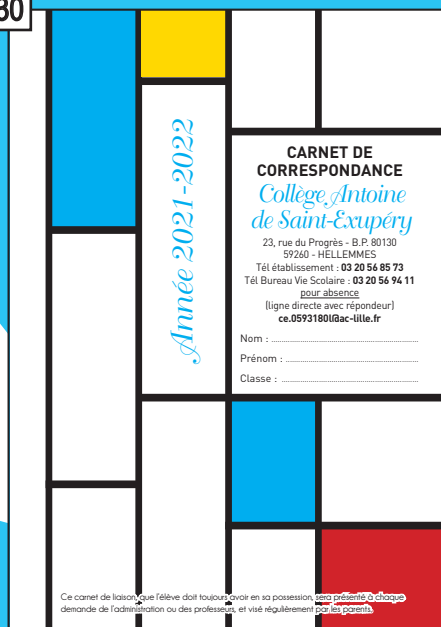 30
Année 2021-2022
CARNET DE
CORRESPONDANCE
Collège Antoine
de Saint-Exupéry
23, rue du Progrès - B.P. 80130
59260 - HELLEMMES
Tél établissement : 03 20 56 85 73
Tél Bureau Vie Scolaire : 03 20 56 94 11
pour absence
(ligne directe avec répondeur)
ce.0593180l@ac-lille.fr
Nom :
Prénom :
Classe :
Ce carnet de liaison, que l'élève doit toujours avoir en sa possession, sera présenté à chaque
demande de l'administration ou des professeurs, et visé régulièrement par les parents.